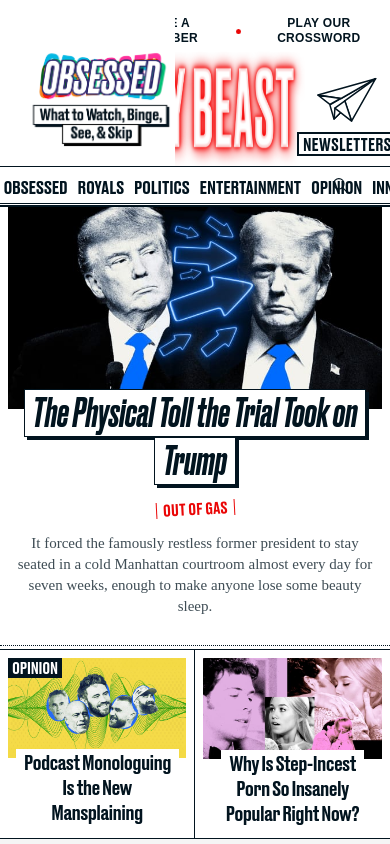 E A
BER
PLAY OUR
CROSSWORD
OBSESSED
What to Watch, Binge,
See, & Skip
Y BEAST
NEWSLETTERS
OBSESSED ROYALS POLITICS ENTERTAINMENT OPINION INN
The Physical Toll the Trial Took on
Trump
OUT OF GAS
It forced the famously restless former president to stay
seated in a cold Manhattan courtroom almost every day for
seven weeks, enough to make anyone lose some beauty
sleep.
OPINION
Podcast Monologuing
Is the New
Mansplaining
Why Is Step-Incest
Porn So Insanely
Popular Right Now?